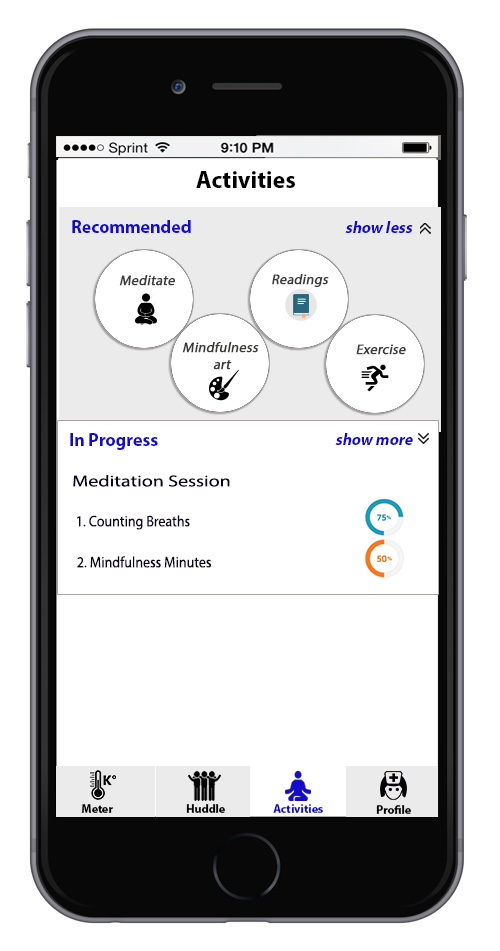 Sprint 9:10 PM
Activities
Recommended show less
Meditate
Readings
Mindfulness
art
Exercise
In Progress show more
Meditation Session
1. Counting Breaths 75%
2. Mindfulness Minutes 50%
K°
Meter Huddle Activities Profile